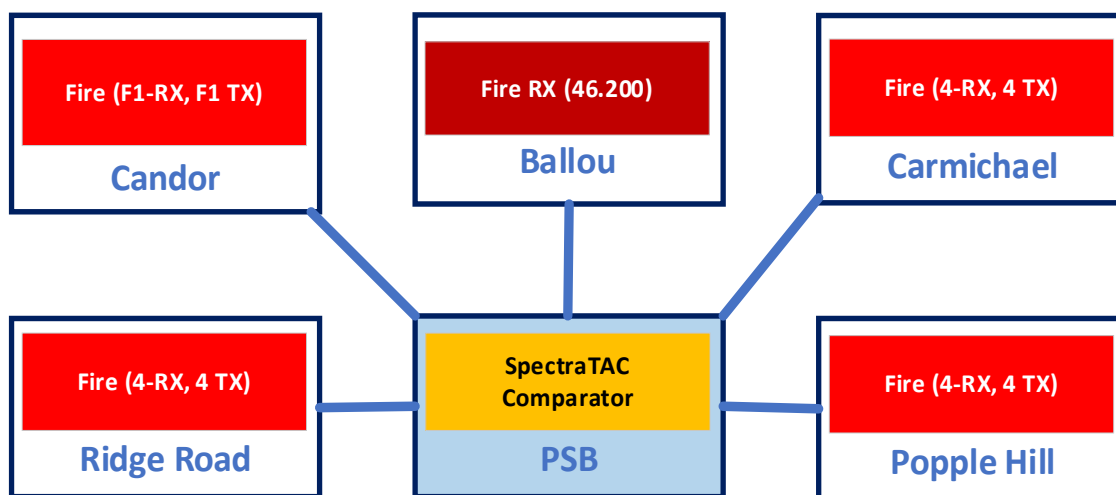 Fire (F1-RX, F1 TX)
Candor
Fire RX (46.200)
Ballou
Fire (4-RX, 4 TX)
Carmichael
Fire (4-RX, 4 TX)
Ridge Road
SpectraTAC
Comparator
PSB
Fire (4-RX, 4 TX)
Popple Hill